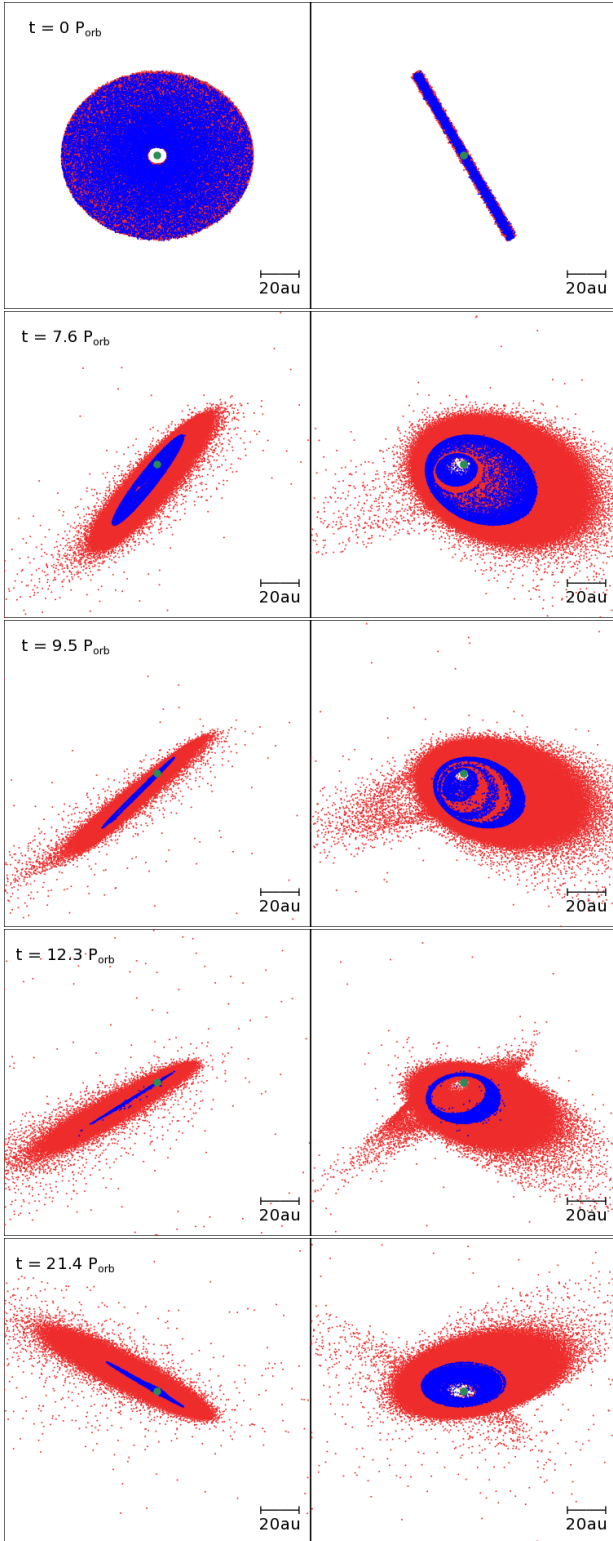 t = 0 P_orb
20au
20au
t = 7.6 P_orb
20au
20au
t = 9.5 P_orb
20au
20au
t = 12.3 P_orb
20au
20au
t = 21.4 P_orb
20au
20au